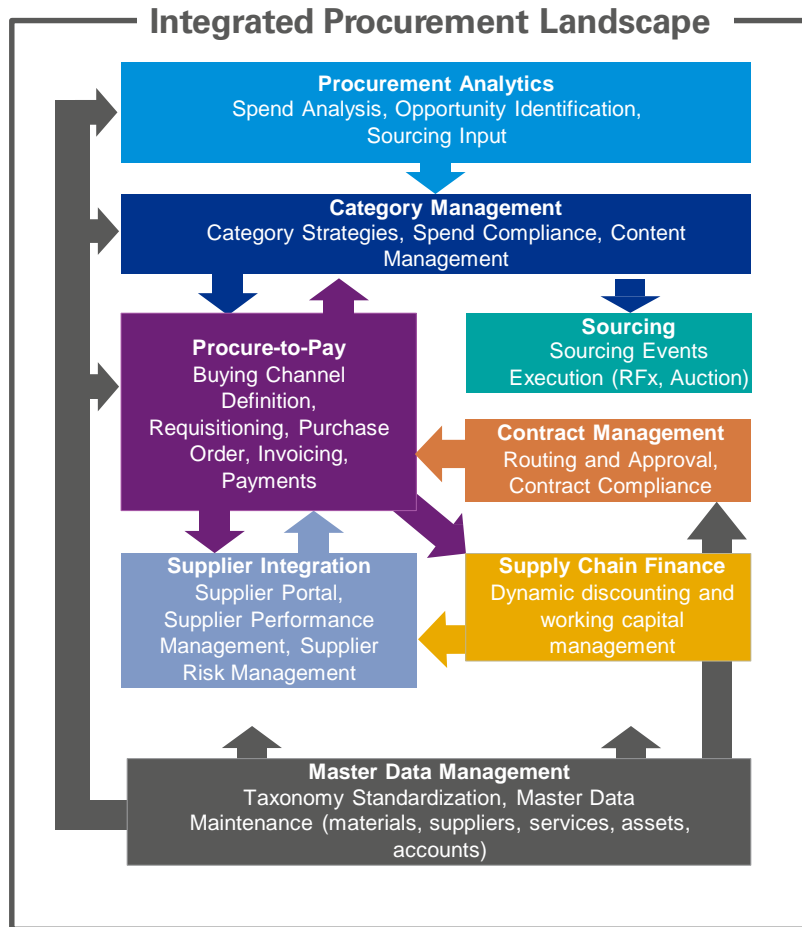 Integrated Procurement Landscape
Procurement Analytics
Spend Analysis, Opportunity Identification,
Sourcing Input
Category Management
Category Strategies, Spend Compliance, Content
Management
Procure-to-Pay
Buying Channel
Definition,
Requisitioning, Purchase
Order, Invoicing,
Payments
Sourcing
Sourcing Events
Execution (RFx, Auction)
Contract Management
Routing and Approval,
Contract Compliance
Supplier Integration
Supplier Portal,
Supplier Performance
Management, Supplier
Risk Management
Supply Chain Finance
Dynamic discounting and
working capital
management
Master Data Management
Taxonomy Standardization, Master Data
Maintenance (materials, suppliers, services, assets,
accounts)